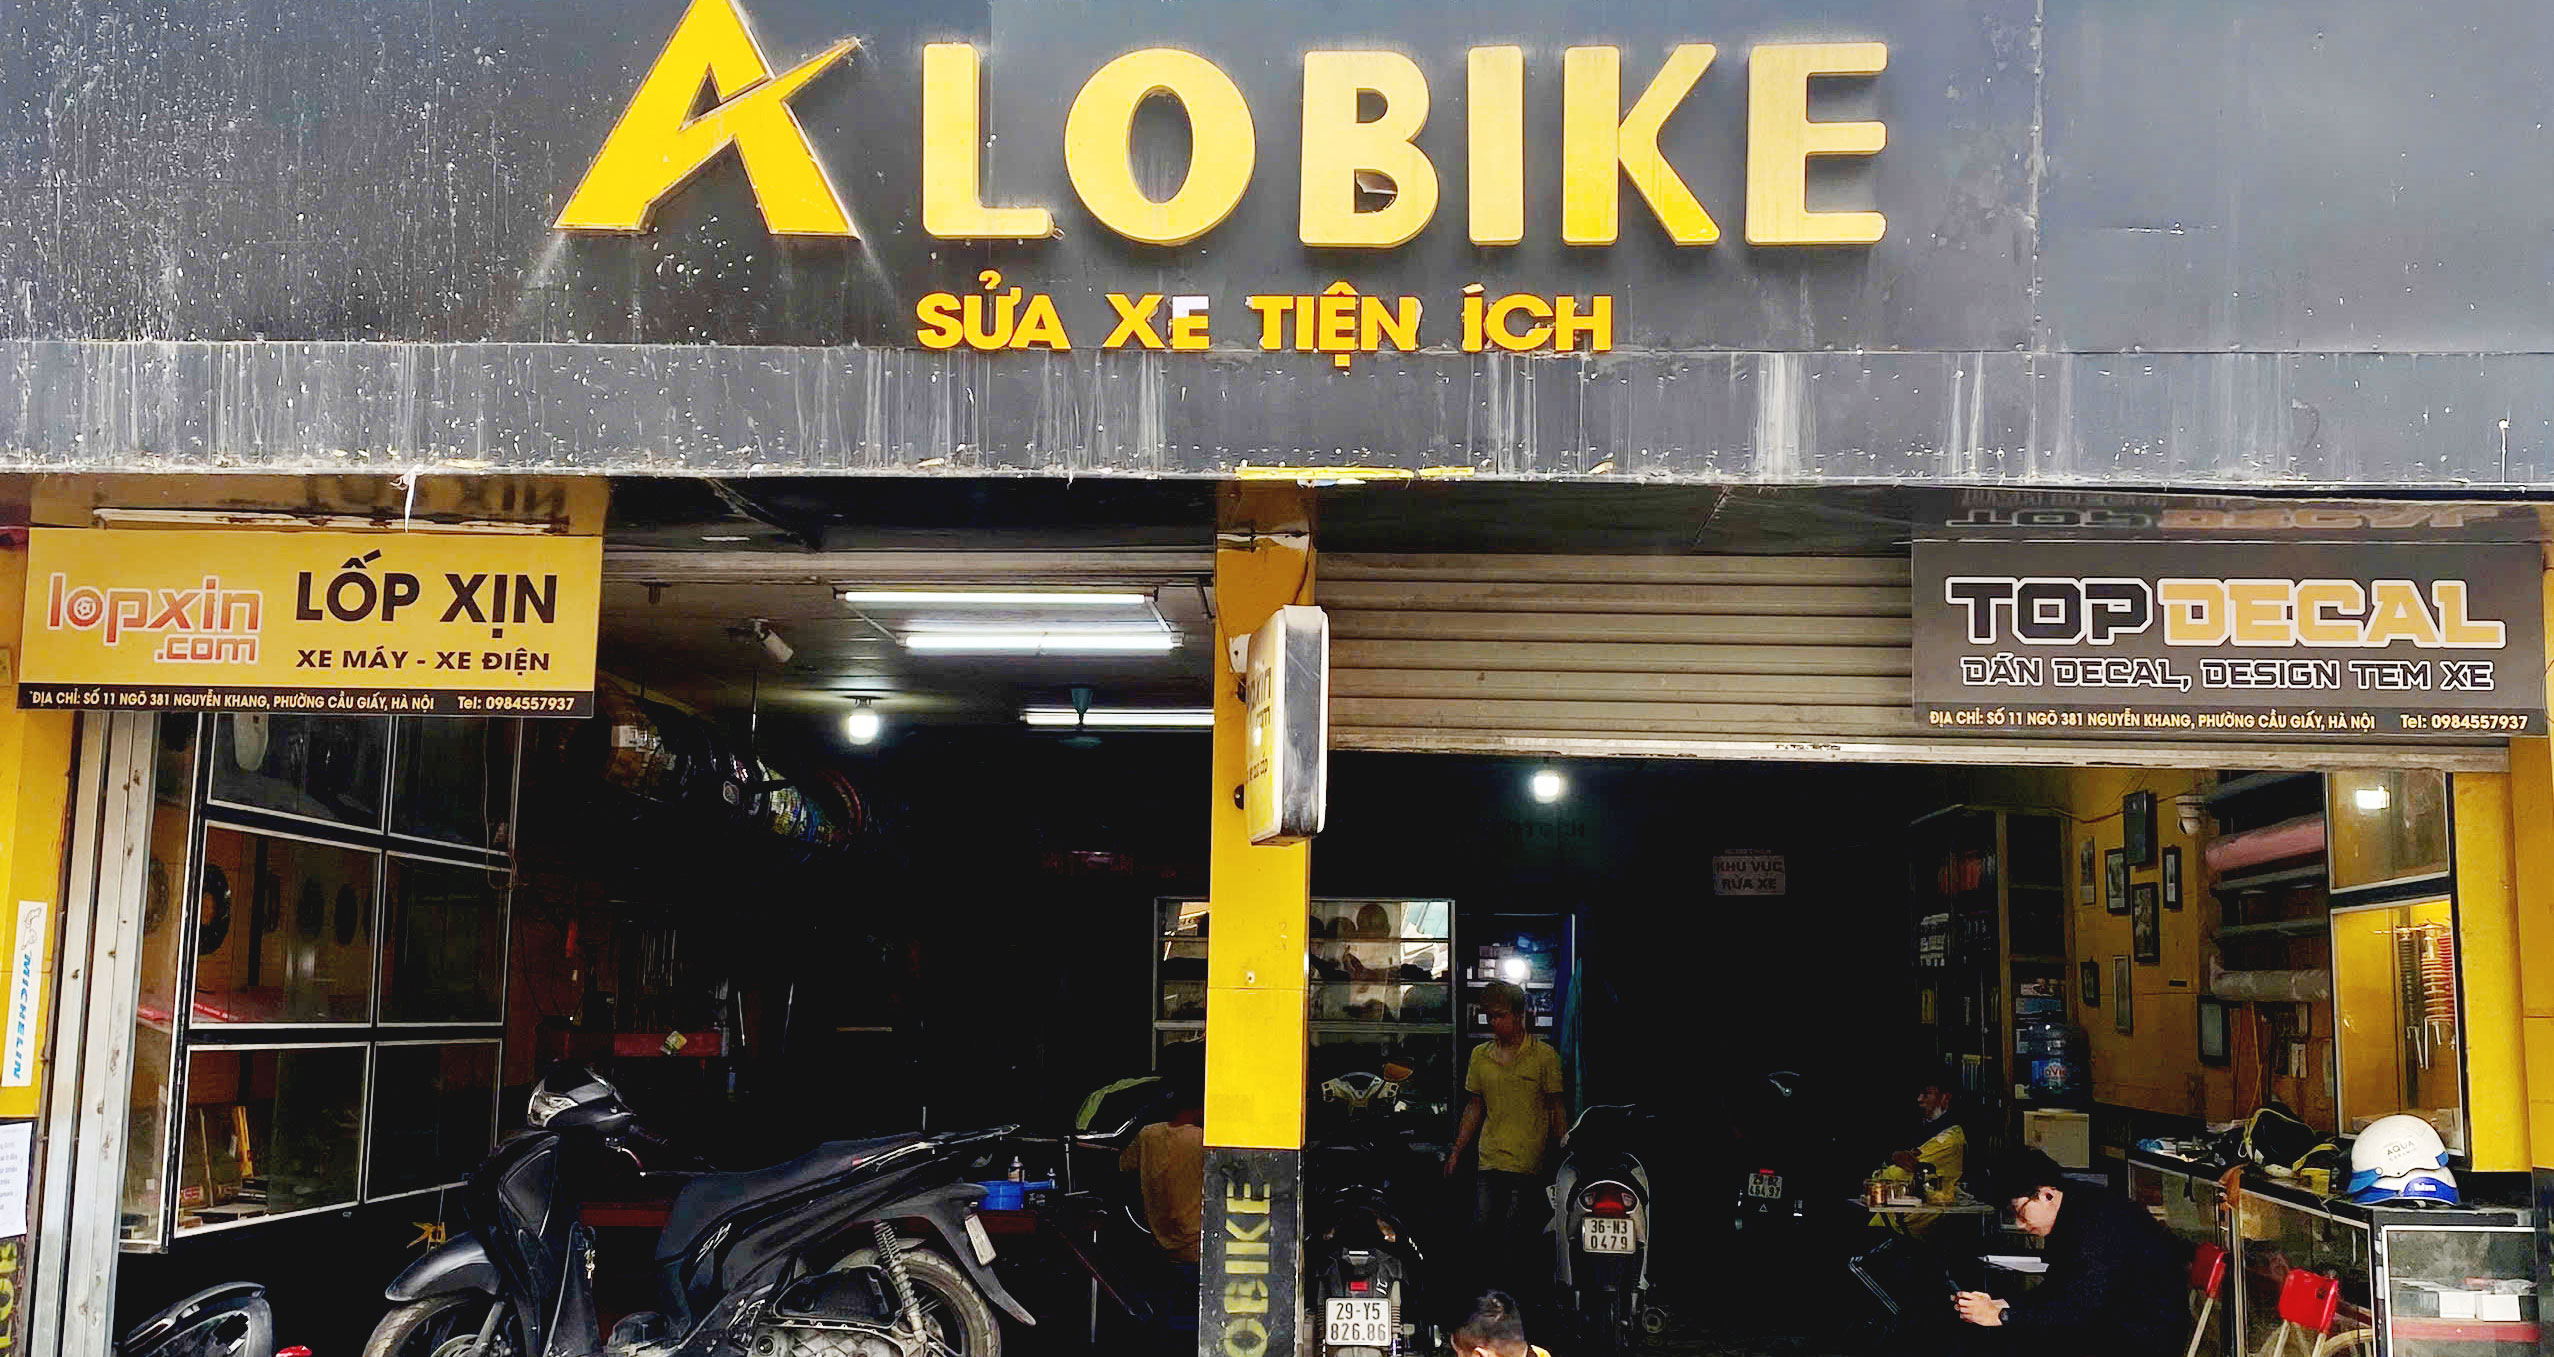 ALOBIKE
SỬA XE TIỆN ÍCH
lopxin
.com
LỐP XỊN
XE MÁY - XE ĐIỆN
ĐỊA CHỈ: SỐ 11 NGÕ 381 NGUYỄN KHANG, PHƯỜNG CẦU GIẤY, HÀ NỘI Tel: 0984557937
TOP DECAL
DÁN DECAL, DESIGN TEM XE
ĐỊA CHỈ: SỐ 11 NGÕ 381 NGUYỄN KHANG, PHƯỜNG CẦU GIẤY, HÀ NỘI Tel: 0984557937
KHU VỰC
RỬA XE
MICHELIN
AQUA
OBIKE
36-N3
0479
29-Y5
826.86